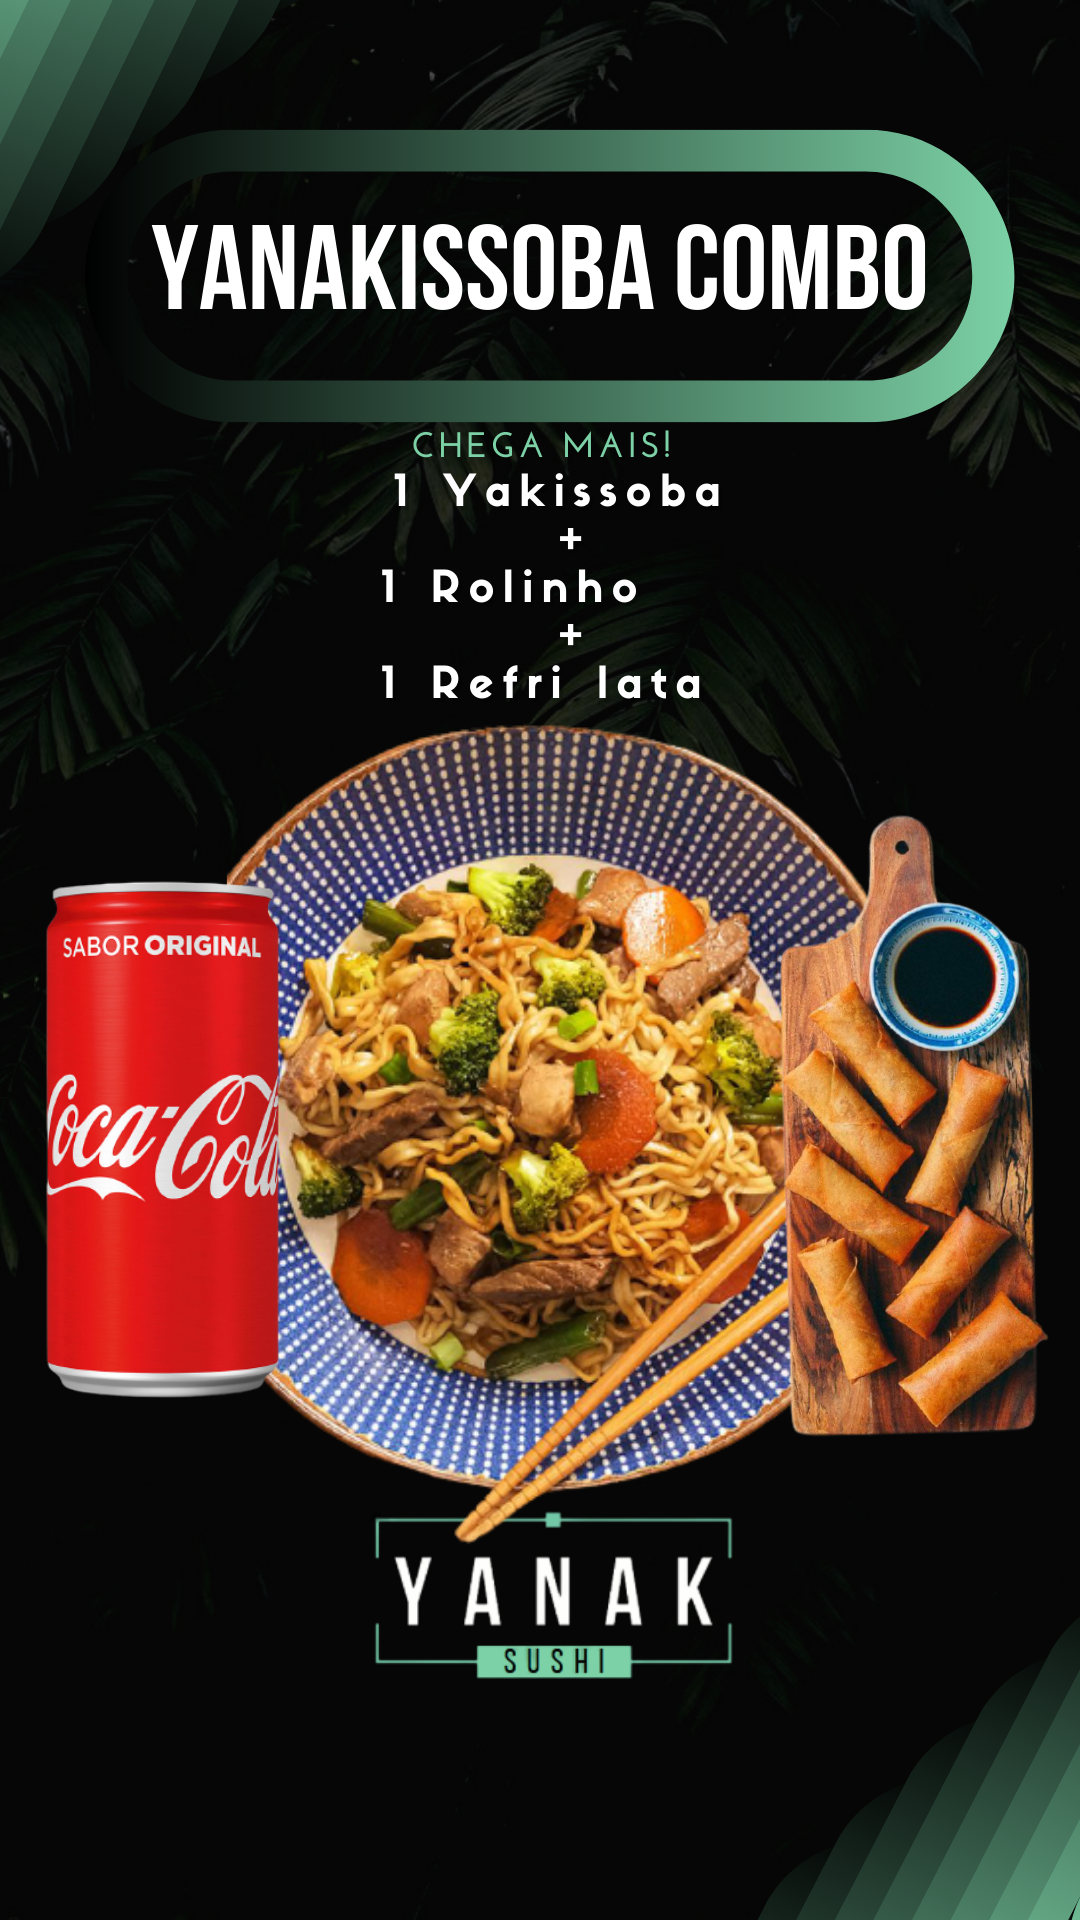 YANAKISSOBA COMBO
CHEGA MAIS!
1 Yakissoba
+
1 Rolinho
+
1 Refri lata
SABOR ORIGINAL
Coca-Cola
YANAK
SUSHI